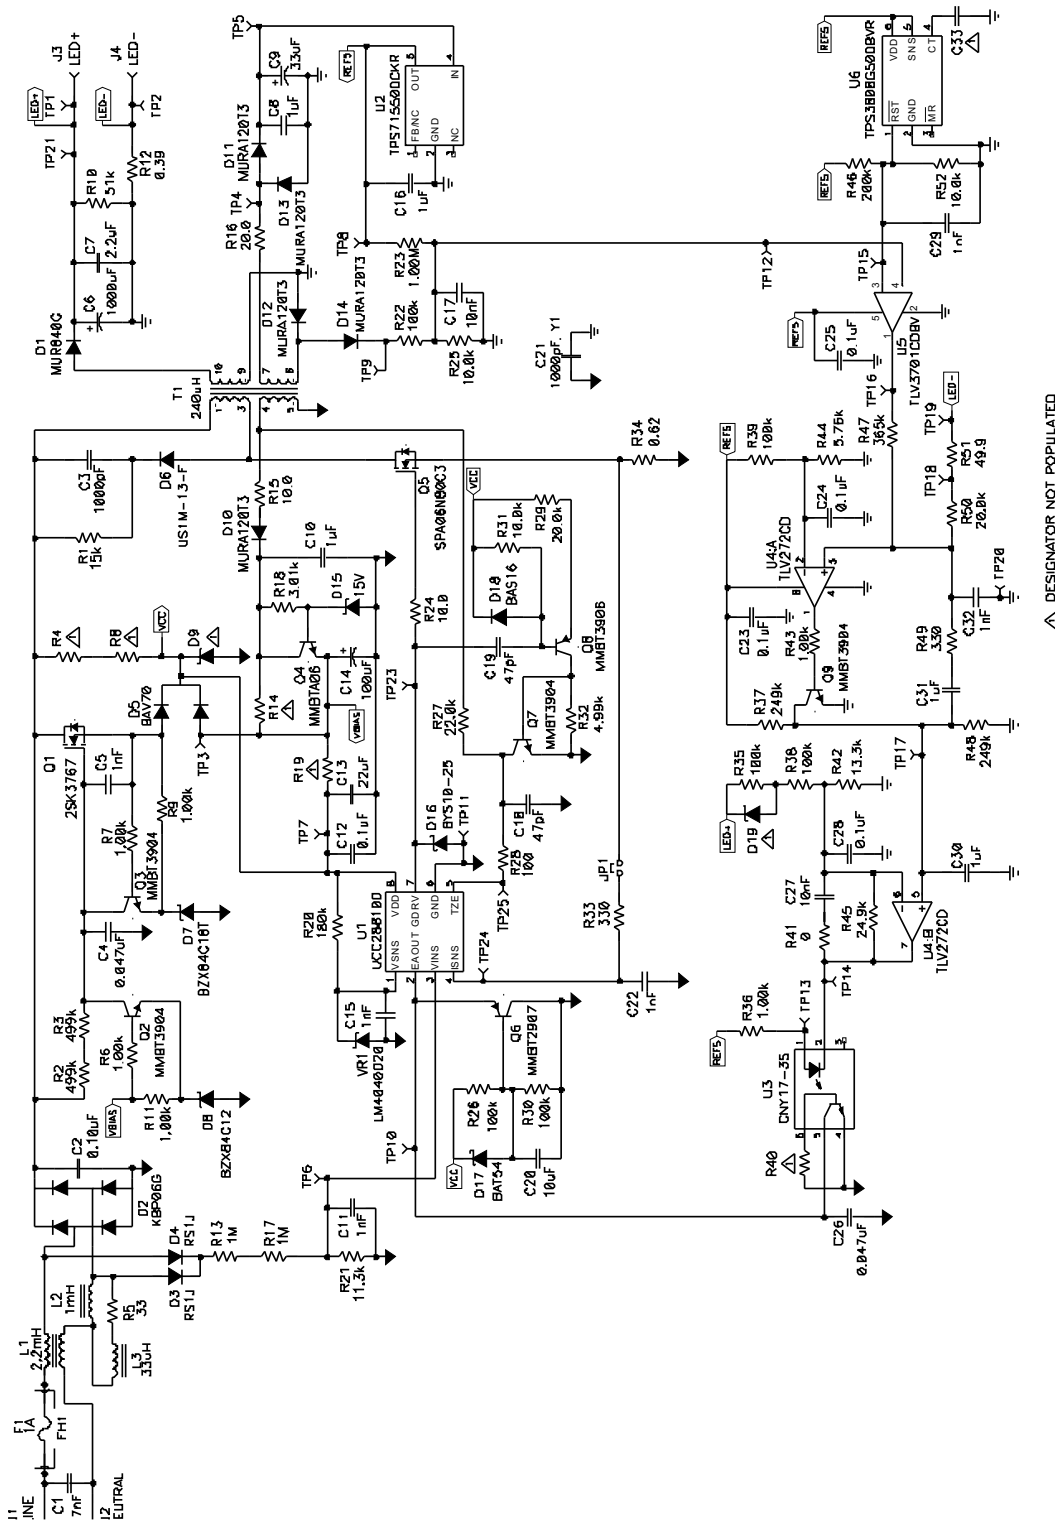 J3
LED+
J4
LED-
LED+
TP1
LED-
TP2
TP21
R10
51k
R12
0.39
C7
2.2uF
C6
1000uF
D1
MUR840G
T1
240uH
10
9
7
6
1
3
4
5
TP5
C9
33uF
C8
1uF
D11
MURA120T3
D13
MURA120T3
TP4
R16
20.0
D12
MURA120T3
D14
MURA120T3
TP9
TP8
REF5
U2
TPS71550DCKR
OUT
IN
FB/NC
GND
NC
C16
1uF
R23
1.00M
R22
100k
C17
10nF
R25
10.0k
C21
1000pF
Y1
TP12
REF5
U6
TPS3808G50DBVR
VDD
SNS
CT
RST
GND
MR
C33
REF5
R46
200k
R52
10.0k
C29
1nF
TP15
REF5
C25
0.1uF
U5
TLV3701CDBV
TP16
R47
365k
LED-
TP19
R51
49.9
TP18
R50
20.0k
TP20
C32
1nF
R49
330
C31
1uF
REF5
R39
100k
R44
5.76k
C24
0.1uF
U4:A
TLV272CD
C23
0.1uF
R43
1.00k
Q9
MMBT3904
R37
249k
R48
249k
TP17
LED+
R35
100k
D19
R38
100k
R42
13.3k
C28
0.1uF
C30
1uF
C27
10nF
R41
0
R45
24.9k
U4:B
TLV272CD
TP14
TP13
R36
1.00k
REF5
U3
CNY17-3S
R40
C26
0.047uF
C3
1000pF
D6
US1M-13-F
R1
15k
R4
R8
VCC
D9
D5
BAV70
TP3
Q1
2SK3767
C5
1nF
R7
1.00k
R9
1.00k
Q3
MMBT3904
C4
0.047uF
D7
BZX84C18T
R3
499k
R2
499k
Q2
MMBT3904
R6
1.00k
VBIAS
R11
1.00k
D8
BZX84C12
C2
0.10uF
D2
KBP06G
D4
RS1J
D3
RS1J
R13
1M
R17
1M
TP6
C11
1nF
R21
11.3k
L1
2.2mH
L2
1mH
R5
33
L3
33uH
F1
1A
FH1
C1
7nF
J1
INE
J2
EUTRAL
R15
10.0
D10
MURA120T3
C10
1uF
R18
3.01k
D15
15V
Q4
MMBTA06
C14
100uF
VBIAS
R14
R19
C13
22uF
C12
0.1uF
TP7
R20
180k
U1
UCC28810D
VSNS
EAOUT
VINS
ISNS
VDD
GDRV
GND
TZE
C15
1nF
VR1
LM4040D20
TP10
Q5
SPA06N80C3
R34
0.62
VCC
R31
10.0k
R29
20.0k
D18
BAS16
R24
10.0
C19
47pF
Q8
MMBT3906
TP23
R27
22.0k
Q7
MMBT3904
R32
4.99k
C18
47pF
D16
BYS10-25
TP11
R28
100
TP25
TP24
JP1
R33
330
C22
1nF
Q6
MMBT2907
R26
100k
R30
100k
VCC
D17
BAT54
C20
10uF
DESIGNATOR NOT POPULATED